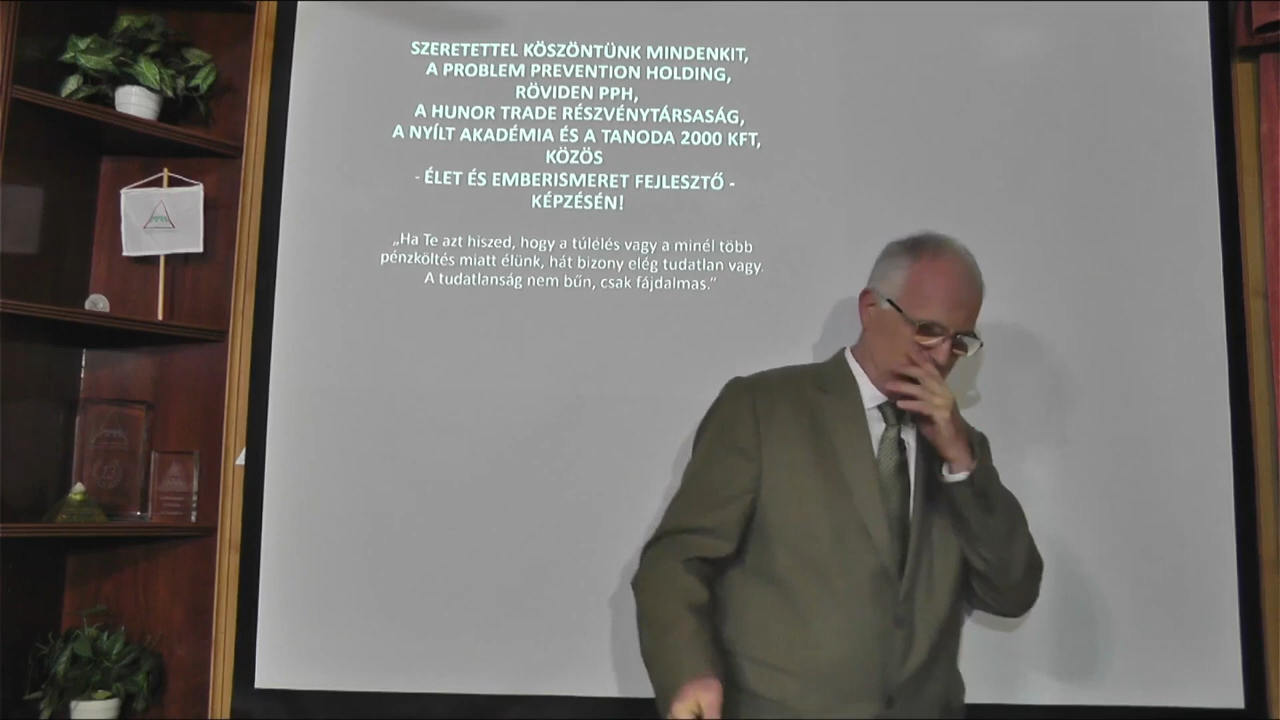 SZERETETTEL KÖSZÖNTÜNK MINDENKIT,
A PROBLEM PREVENTION HOLDING,
RÖVIDEN PPH,
A HUNOR TRADE RÉSZVÉNYTÁRSASÁG,
A NYÍLT AKADÉMIA ÉS A TANODA 2000 KFT,
KÖZÖS
- ÉLET ÉS EMBERISMERET FEJLESZTŐ -
KÉPZÉSÉN!
„Ha Te azt hiszed, hogy a túlélés vagy a minél több
pénzköltés miatt élünk, hát bizony elég tudatlan vagy.
A tudatlanság nem bűn, csak fájdalmas.”
13